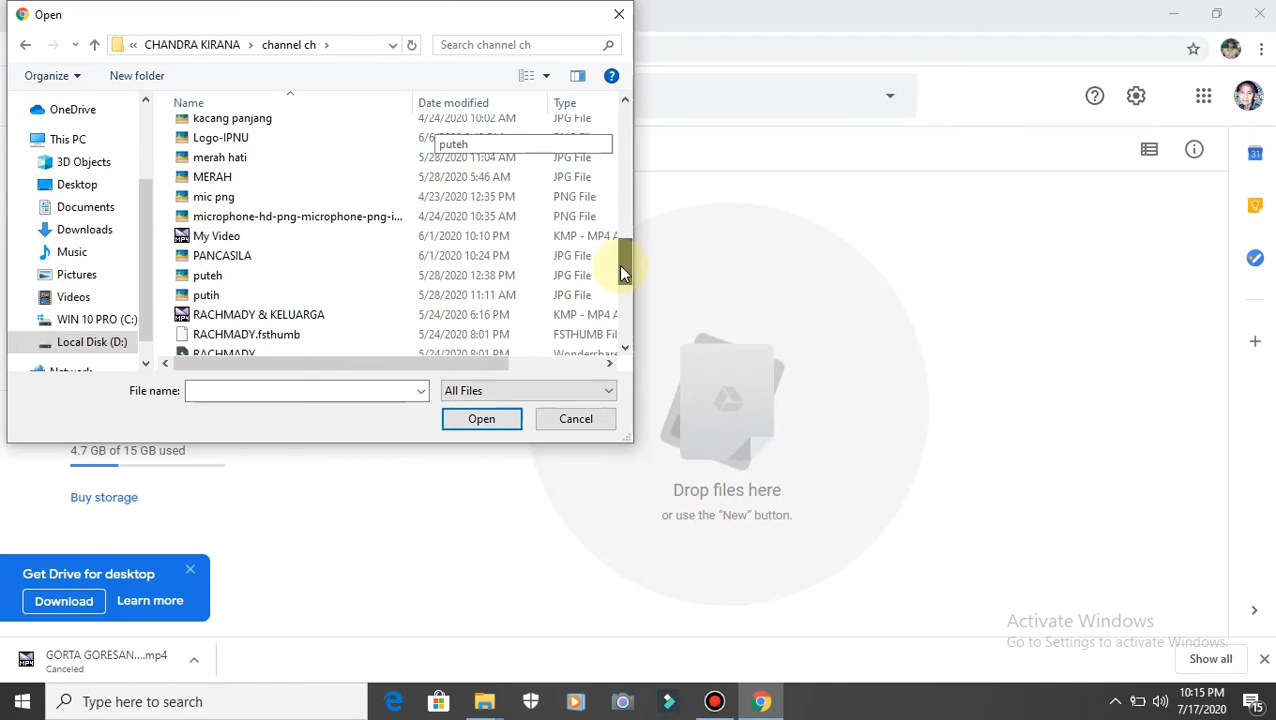 Open
« CHANDRA KIRANA › channel ch ›
Search channel ch
Organize
New folder
OneDrive
This PC
3D Objects
Desktop
Documents
Downloads
Music
Pictures
Videos
WIN 10 PRO (C:)
Local Disk (D:)
Network
Name Date modified Type
kacang panjang 4/24/2020 10:02 AM JPG File
Logo-IPNU PNG File
puteh
merah hati 5/28/2020 11:04 AM JPG File
MERAH 5/28/2020 5:46 AM JPG File
mic png 4/23/2020 12:35 PM PNG File
microphone-hd-png-microphone-png-i... 4/24/2020 10:35 AM PNG File
My Video 6/1/2020 10:10 PM KMP - MP4 A
PANCASILA 6/1/2020 10:24 PM JPG File
puteh 5/28/2020 12:38 PM JPG File
putih 5/28/2020 11:11 AM JPG File
RACHMADY & KELUARGA 5/24/2020 6:16 PM KMP - MP4 A
RACHMADY.fsthumb 5/24/2020 8:01 PM FSTHUMB Fil
RACHMADY 5/24/2020 8:01 PM Wondershare
File name:
All Files
Open
Cancel
4.7 GB of 15 GB used
Buy storage
Drop files here
or use the “New” button.
31
Get Drive for desktop
Download
Learn more
Activate Windows
Go to Settings to activate Windows.
MP4
GORTA GORESAN....mp4
Canceled
Show all
Type here to search
10:15 PM
7/17/2020
15